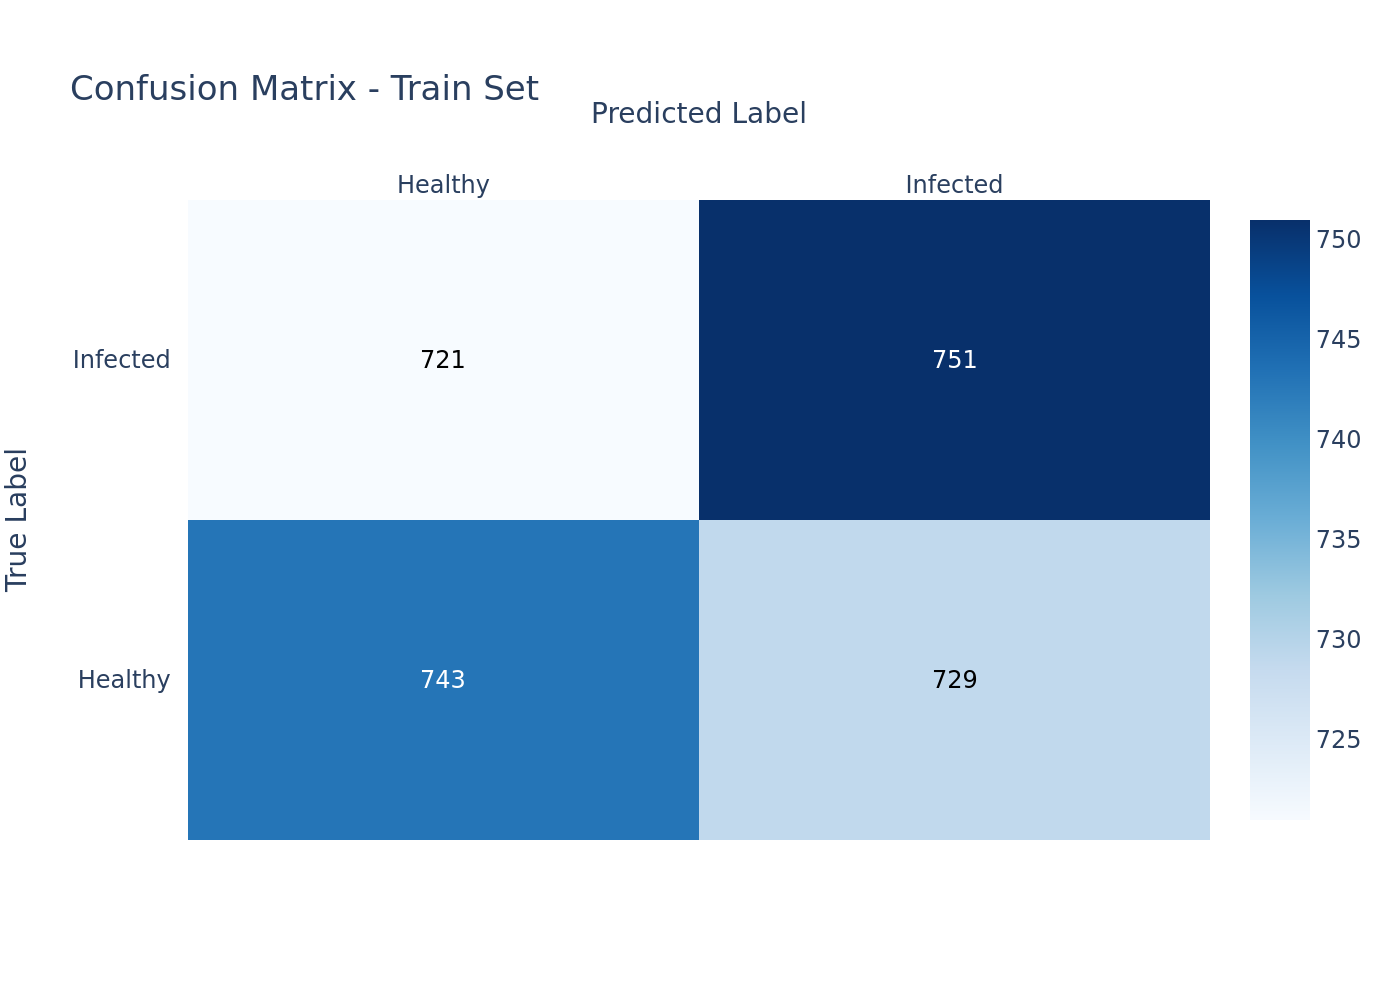 Confusion Matrix - Train Set
Predicted Label
Healthy Infected
750
745
Infected 721 751
740
True Label
735
730
Healthy 743 729
725